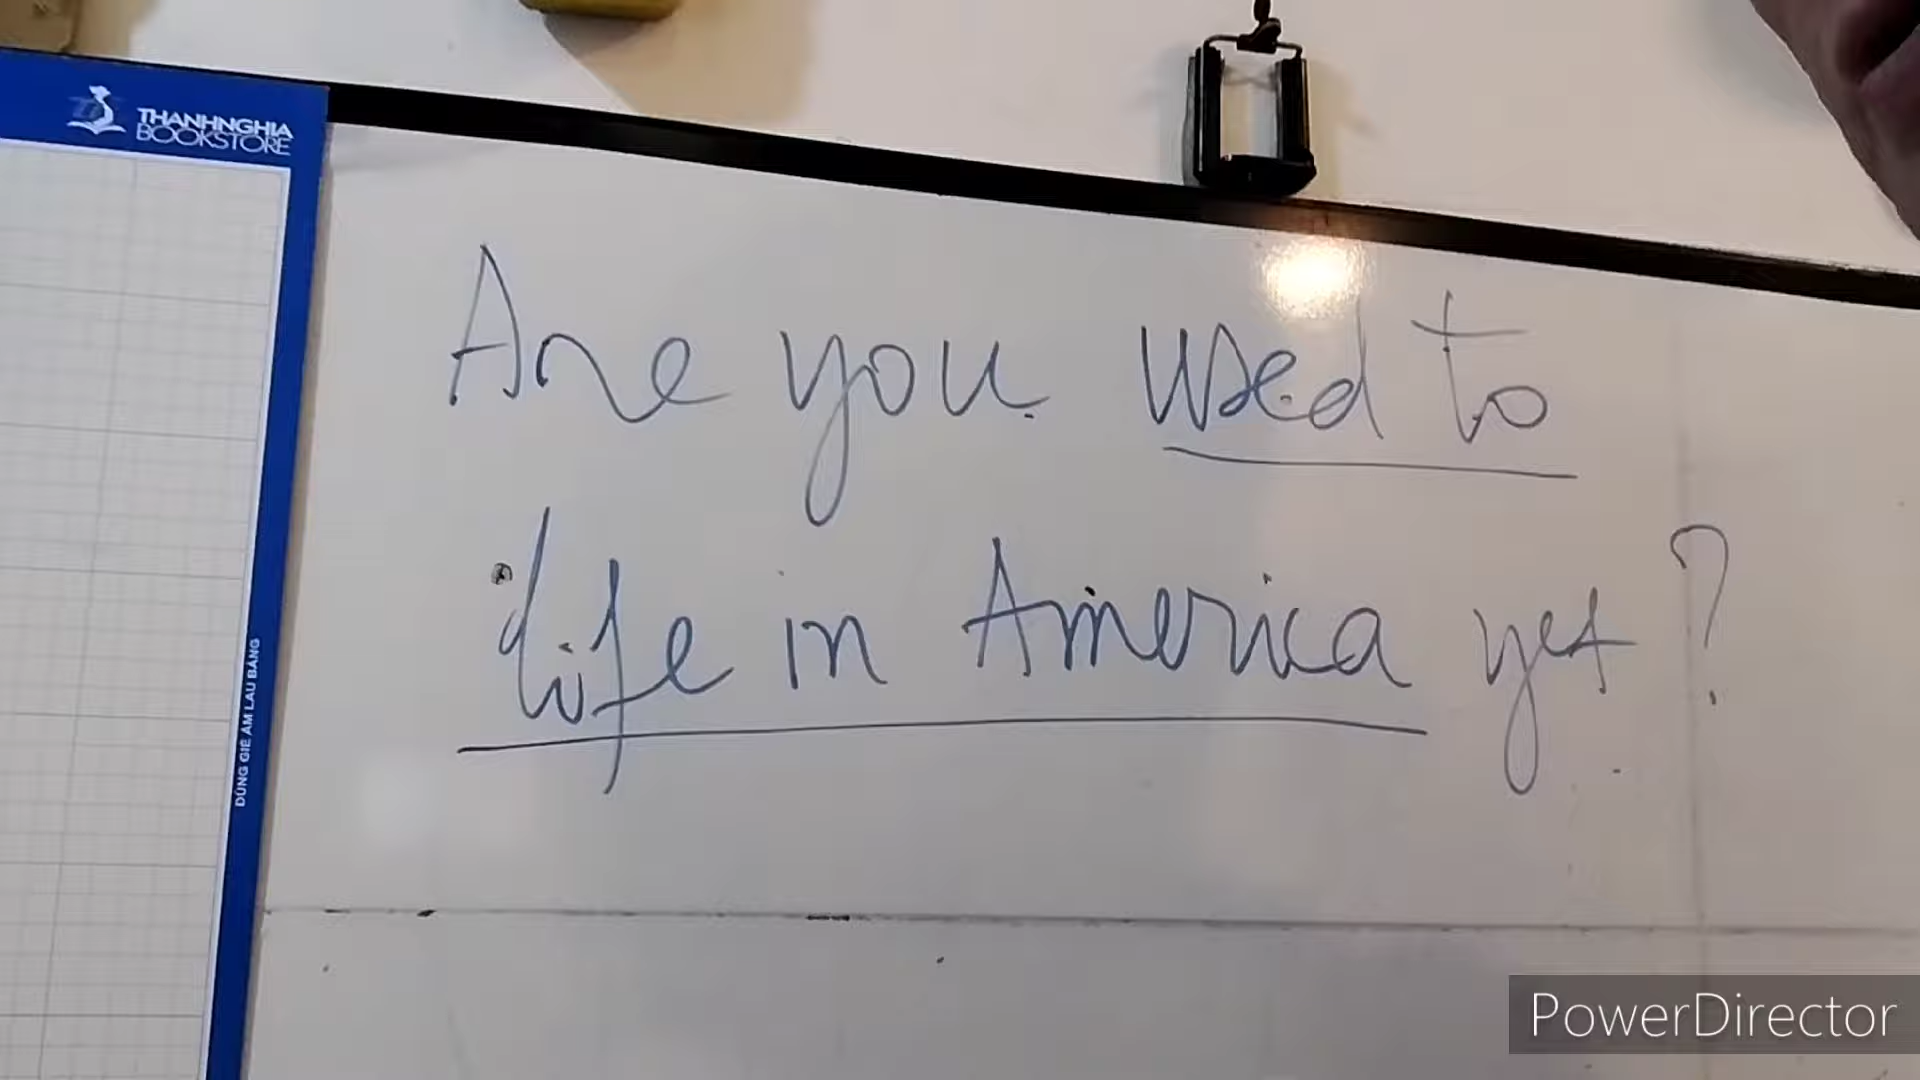 THANHNGHIA
BOOKSTORE
Are you used to
life in America yet?
DÙNG GIẺ ẨM LAU BẢNG
PowerDirector